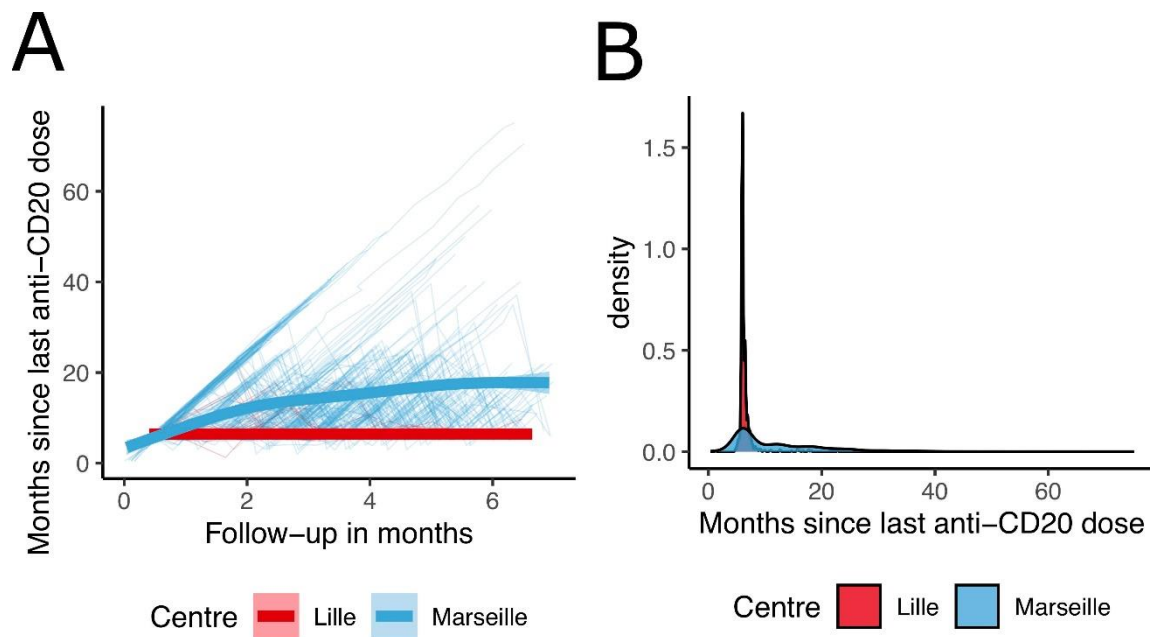 A
Months since last anti−CD20 dose
60
40
20
0
0 2 4 6
Follow−up in months
Centre Lille Marseille
B
density
1.5
1.0
0.5
0.0
0 20 40 60
Months since last anti−CD20 dose
Centre Lille Marseille